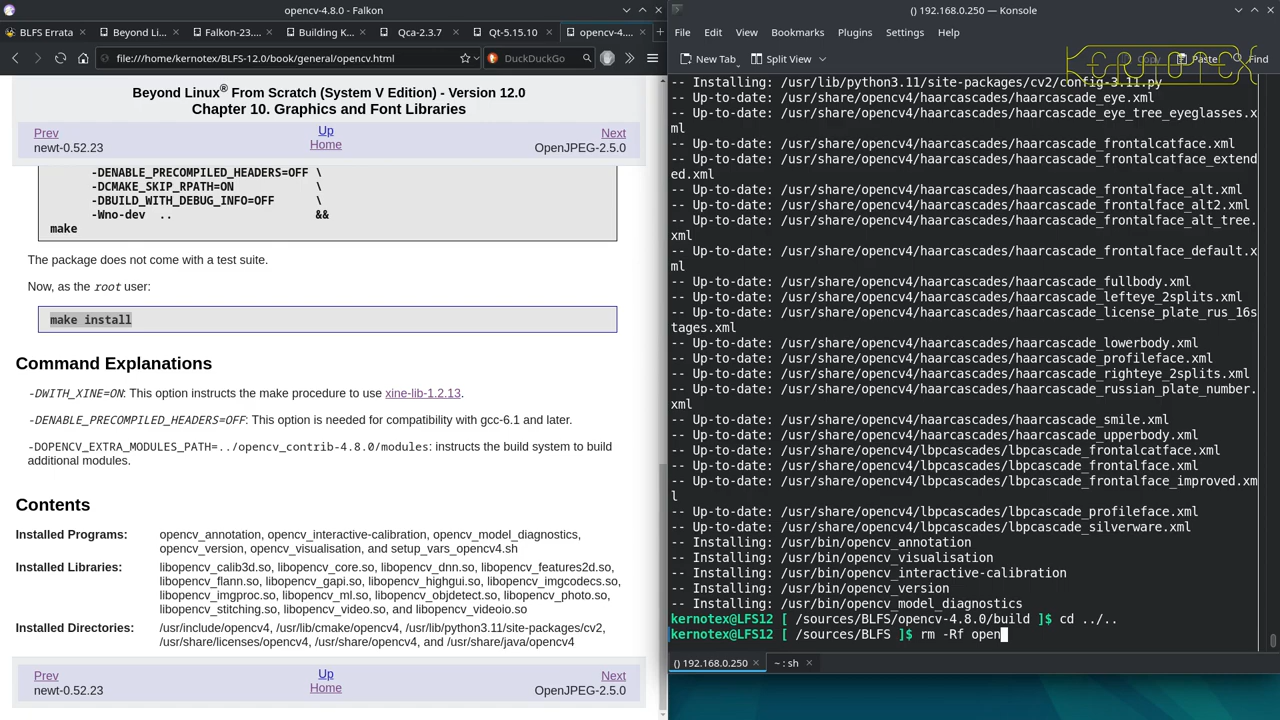 opencv-4.8.0 - Falkon
BLFS Errata
Beyond Li...
Falkon-23....
Building K...
Qca-2.3.7
Qt-5.15.10
opencv-4....
file:///home/kernotex/BLFS-12.0/book/general/opencv.html
DuckDuckGo
Beyond Linux® From Scratch (System V Edition) - Version 12.0
Chapter 10. Graphics and Font Libraries
Prev
Up
Next
newt-0.52.23
Home
OpenJPEG-2.5.0
-DENABLE_PRECOMPILED_HEADERS=OFF \
-DCMAKE_SKIP_RPATH=ON \
-DBUILD_WITH_DEBUG_INFO=OFF \
-Wno-dev .. &&
make
The package does not come with a test suite.
Now, as the root user:
make install
Command Explanations
-DWITH_XINE=ON: This option instructs the make procedure to use xine-lib-1.2.13.
-DENABLE_PRECOMPILED_HEADERS=OFF: This option is needed for compatibility with gcc-6.1 and later.
-DOPENCV_EXTRA_MODULES_PATH=../opencv_contrib-4.8.0/modules: instructs the build system to build
additional modules.
Contents
Installed Programs: opencv_annotation, opencv_interactive-calibration, opencv_model_diagnostics,
opencv_version, opencv_visualisation, and setup_vars_opencv4.sh
Installed Libraries: libopencv_calib3d.so, libopencv_core.so, libopencv_dnn.so, libopencv_features2d.so,
libopencv_flann.so, libopencv_gapi.so, libopencv_highgui.so, libopencv_imgcodecs.so,
libopencv_imgproc.so, libopencv_ml.so, libopencv_objdetect.so, libopencv_photo.so,
libopencv_stitching.so, libopencv_video.so, and libopencv_videoio.so
Installed Directories: /usr/include/opencv4, /usr/lib/cmake/opencv4, /usr/lib/python3.11/site-packages/cv2,
/usr/share/licenses/opencv4, /usr/share/opencv4, and /usr/share/java/opencv4
Prev
Up
Next
newt-0.52.23
Home
OpenJPEG-2.5.0
() 192.168.0.250 — Konsole
File Edit View Bookmarks Plugins Settings Help
New Tab
Split View
Copy
Paste
Find
KERNOTEX
-- Installing: /usr/lib/python3.11/site-packages/cv2/config-3.11.py
-- Up-to-date: /usr/share/opencv4/haarcascades/haarcascade_eye.xml
-- Up-to-date: /usr/share/opencv4/haarcascades/haarcascade_eye_tree_eyeglasses.x
ml
-- Up-to-date: /usr/share/opencv4/haarcascades/haarcascade_frontalcatface.xml
-- Up-to-date: /usr/share/opencv4/haarcascades/haarcascade_frontalcatface_extend
ed.xml
-- Up-to-date: /usr/share/opencv4/haarcascades/haarcascade_frontalface_alt.xml
-- Up-to-date: /usr/share/opencv4/haarcascades/haarcascade_frontalface_alt2.xml
-- Up-to-date: /usr/share/opencv4/haarcascades/haarcascade_frontalface_alt_tree.
xml
-- Up-to-date: /usr/share/opencv4/haarcascades/haarcascade_frontalface_default.x
ml
-- Up-to-date: /usr/share/opencv4/haarcascades/haarcascade_fullbody.xml
-- Up-to-date: /usr/share/opencv4/haarcascades/haarcascade_lefteye_2splits.xml
-- Up-to-date: /usr/share/opencv4/haarcascades/haarcascade_license_plate_rus_16s
tages.xml
-- Up-to-date: /usr/share/opencv4/haarcascades/haarcascade_lowerbody.xml
-- Up-to-date: /usr/share/opencv4/haarcascades/haarcascade_profileface.xml
-- Up-to-date: /usr/share/opencv4/haarcascades/haarcascade_righteye_2splits.xml
-- Up-to-date: /usr/share/opencv4/haarcascades/haarcascade_russian_plate_number.
xml
-- Up-to-date: /usr/share/opencv4/haarcascades/haarcascade_smile.xml
-- Up-to-date: /usr/share/opencv4/haarcascades/haarcascade_upperbody.xml
-- Up-to-date: /usr/share/opencv4/lbpcascades/lbpcascade_frontalcatface.xml
-- Up-to-date: /usr/share/opencv4/lbpcascades/lbpcascade_frontalface.xml
-- Up-to-date: /usr/share/opencv4/lbpcascades/lbpcascade_frontalface_improved.xm
l
-- Up-to-date: /usr/share/opencv4/lbpcascades/lbpcascade_profileface.xml
-- Up-to-date: /usr/share/opencv4/lbpcascades/lbpcascade_silverware.xml
-- Installing: /usr/bin/opencv_annotation
-- Installing: /usr/bin/opencv_visualisation
-- Installing: /usr/bin/opencv_interactive-calibration
-- Installing: /usr/bin/opencv_version
-- Installing: /usr/bin/opencv_model_diagnostics
kernotex@LFS12 [ /sources/BLFS/opencv-4.8.0/build ]$ cd ../..
kernotex@LFS12 [ /sources/BLFS ]$ rm -Rf open
() 192.168.0.250
~ : sh